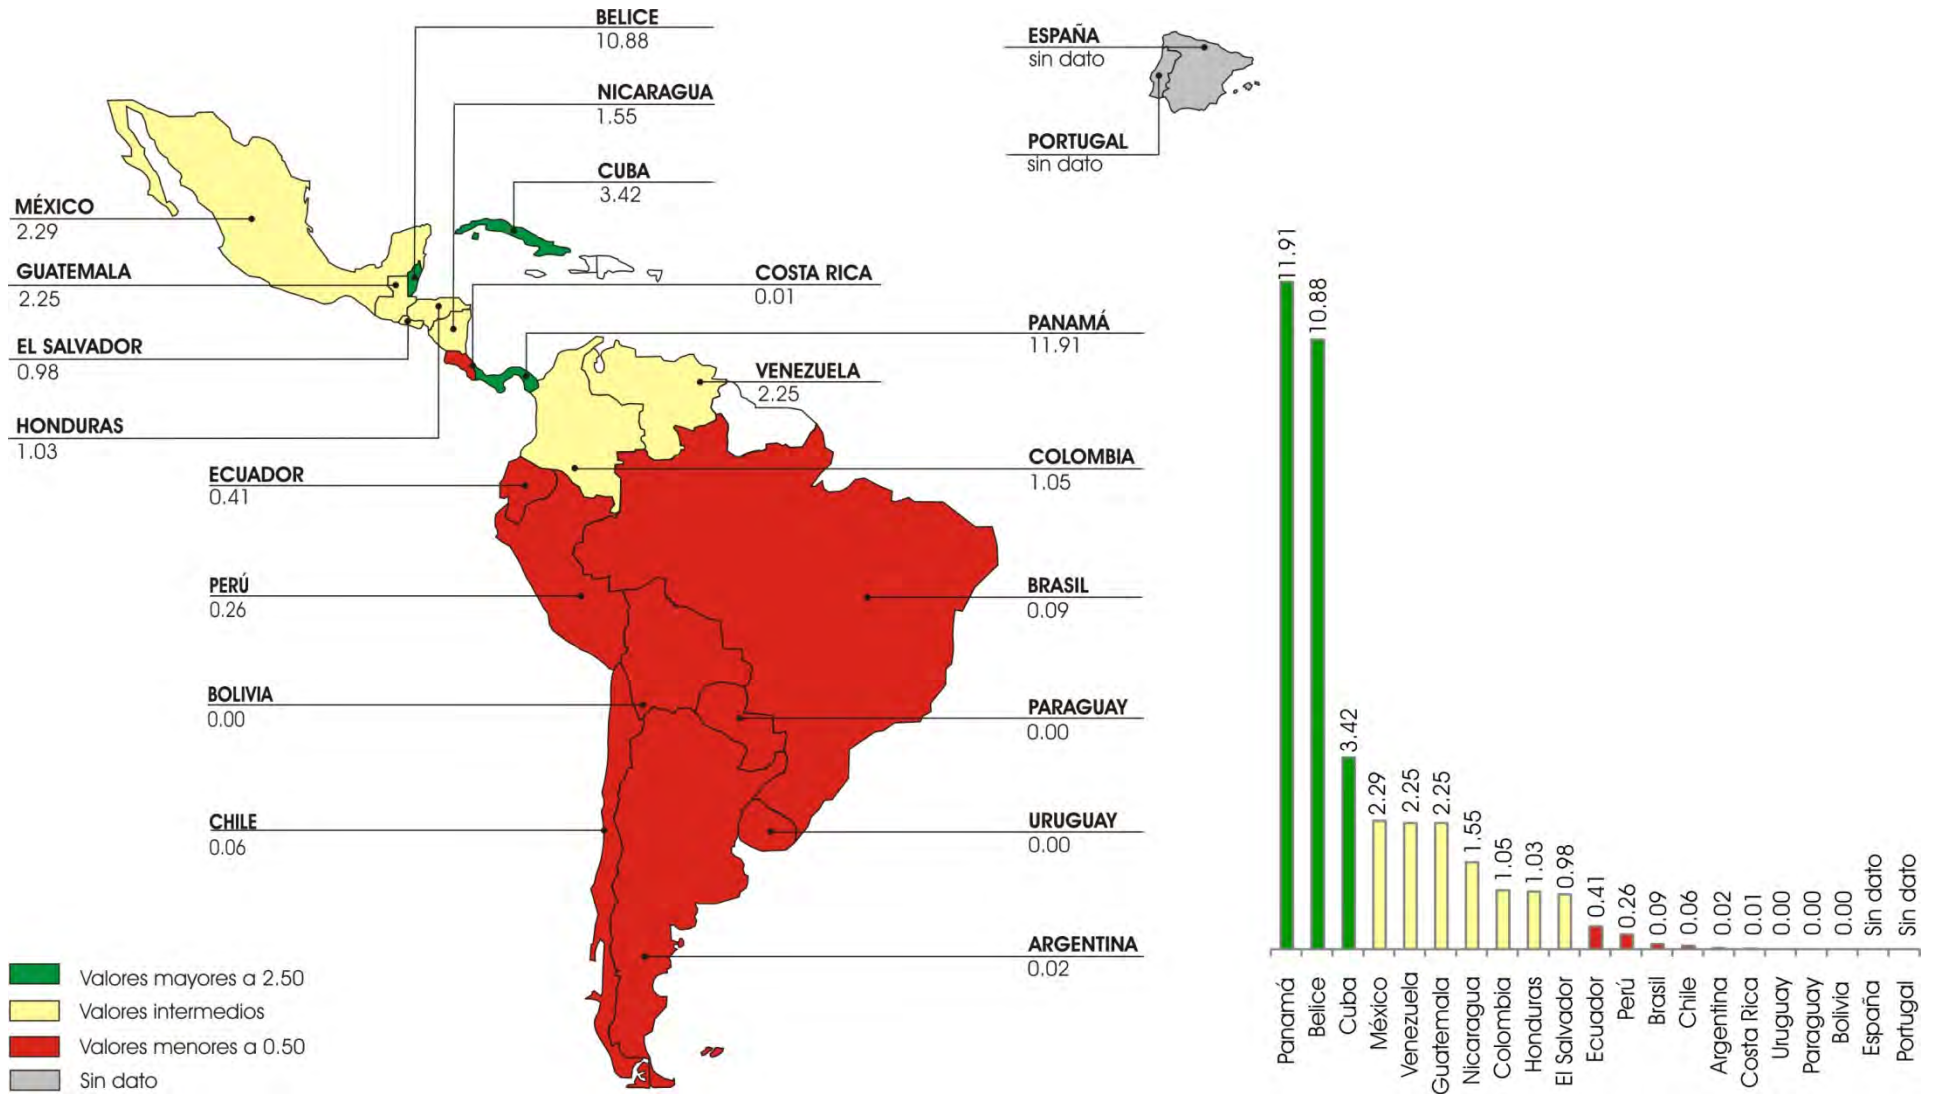 BELICE
10.88
NICARAGUA
1.55
CUBA
3.42
MÉXICO
2.29
GUATEMALA
2.25
EL SALVADOR
0.98
HONDURAS
1.03
COSTA RICA
0.01
PANAMÁ
11.91
VENEZUELA
2.25
COLOMBIA
1.05
ECUADOR
0.41
PERÚ
0.26
BRASIL
0.09
BOLIVIA
0.00
PARAGUAY
0.00
CHILE
0.06
URUGUAY
0.00
ARGENTINA
0.02
ESPAÑA
sin dato
PORTUGAL
sin dato
Valores mayores a 2.50
Valores intermedios
Valores menores a 0.50
Sin dato
11.91
10.88
3.42
2.29
2.25
2.25
1.55
1.05
1.03
0.98
0.41
0.26
0.09
0.06
0.02
0.01
0.00
0.00
0.00
Sin dato
Sin dato
Panamá
Belice
Cuba
México
Venezuela
Guatemala
Nicaragua
Colombia
Honduras
El Salvador
Ecuador
Perú
Brasil
Chile
Argentina
Costa Rica
Uruguay
Paraguay
Bolivia
España
Portugal